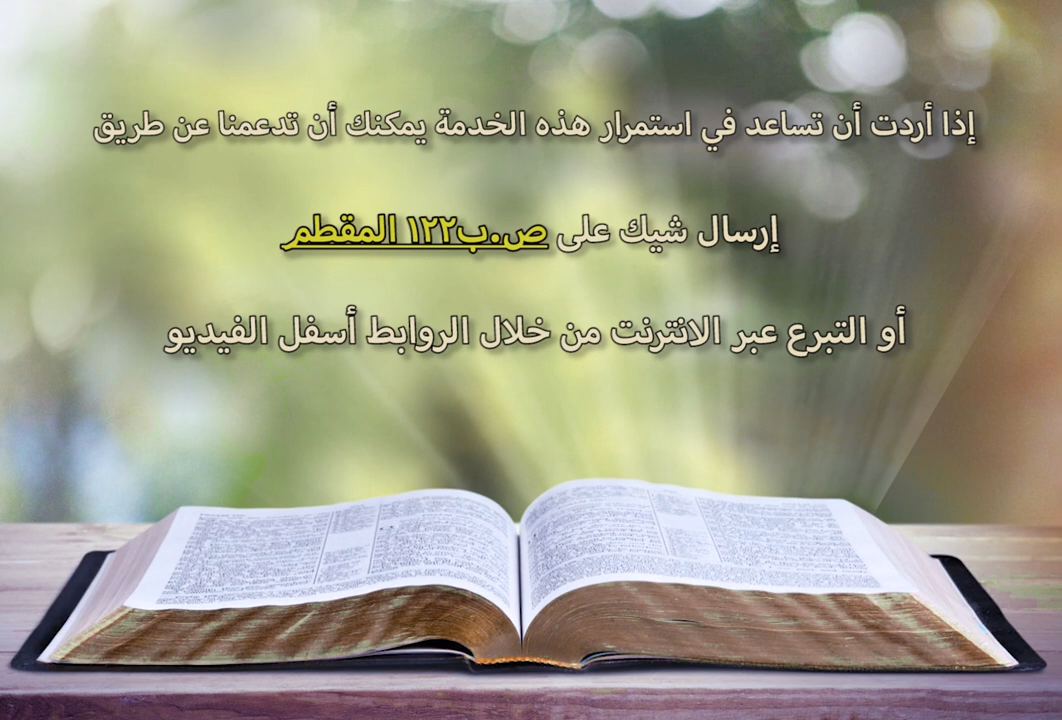 إذا أردت أن تساعد في استمرار هذه الخدمة يمكنك أن تدعمنا عن طريق
إرسال شيك على ص.ب١٢٢ المقطم
أو التبرع عبر الانترنت من خلال الروابط أسفل الفيديو